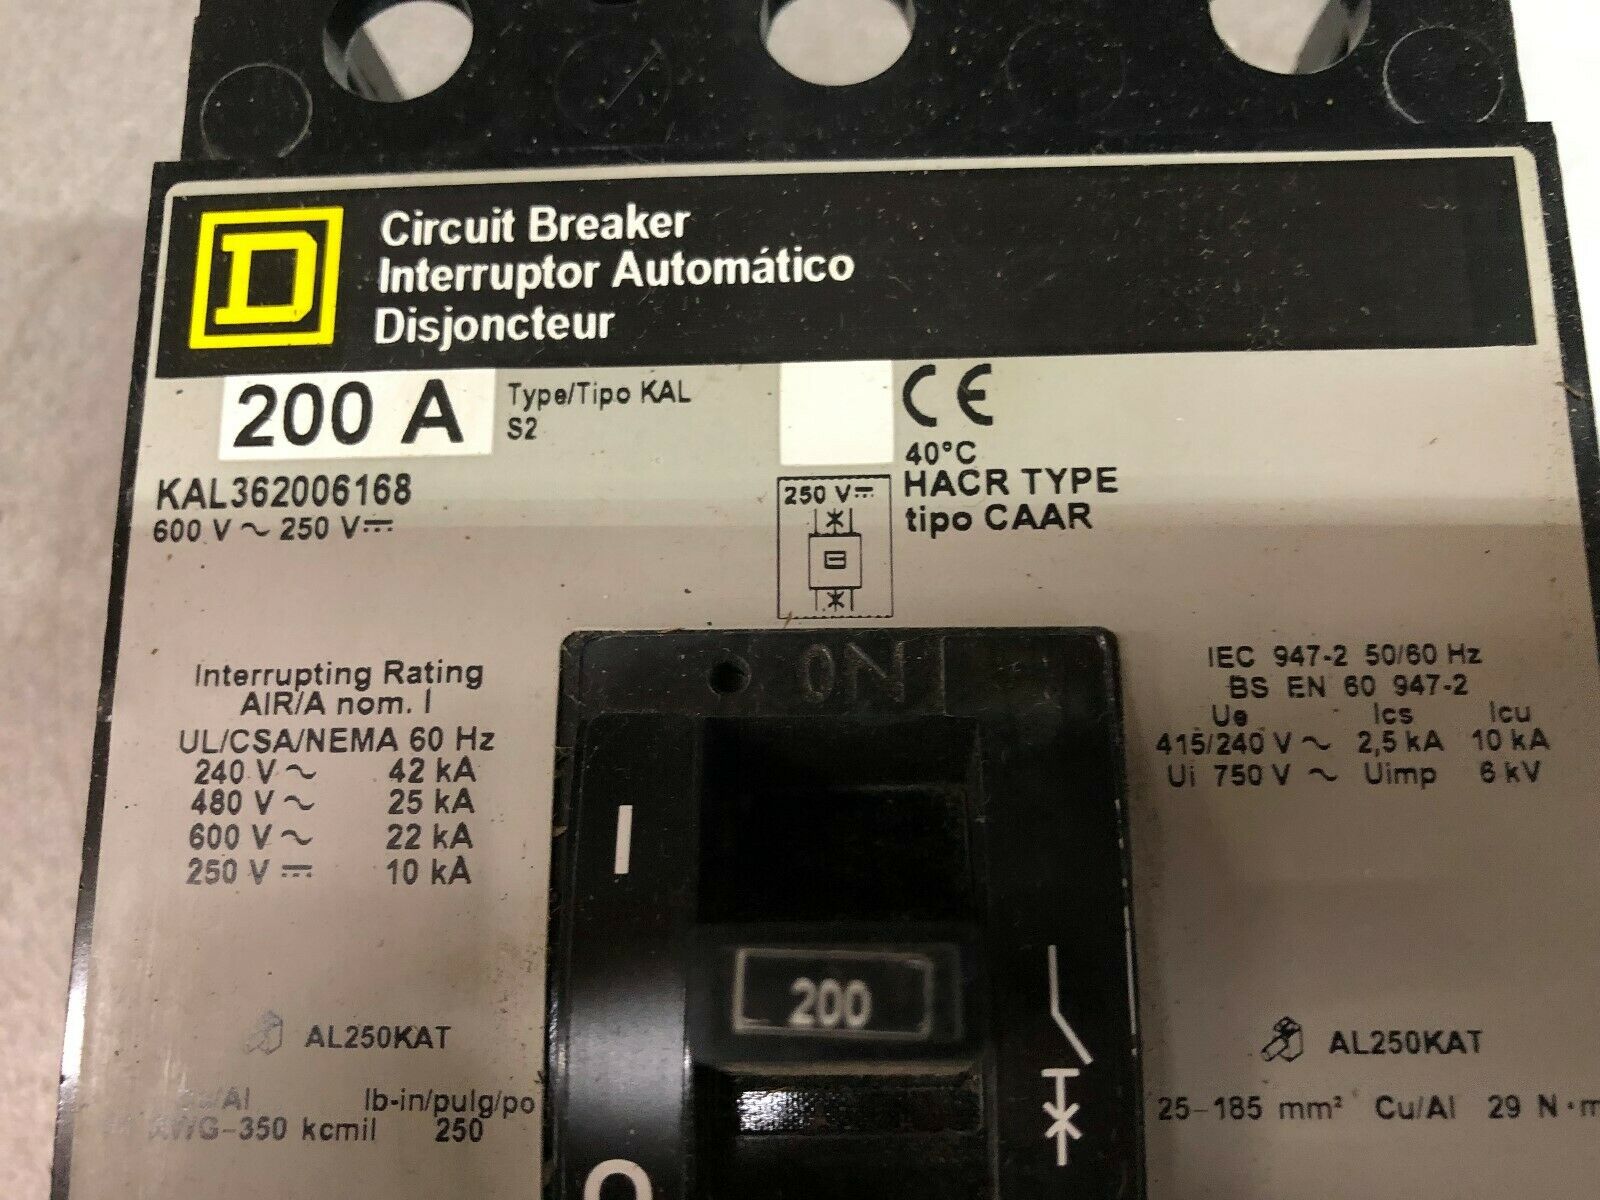 D
Circuit Breaker
Interruptor Automático
Disjoncteur
200 A
Type/Tipo KAL
S2
KAL362006168
600 V ~ 250 V⎓
CE
40°C
HACR TYPE
tipo CAAR
250 V⎓
Interrupting Rating
AIR/A nom. I
UL/CSA/NEMA 60 Hz
240 V ~ 42 kA
480 V ~ 25 kA
600 V ~ 22 kA
250 V ⎓ 10 kA
ON
I
200
O
IEC 947-2 50/60 Hz
BS EN 60 947-2
Ue Ics Icu
415/240 V ~ 2,5 kA 10 kA
Ui 750 V ~ Uimp 6 kV
AL250KAT
/Al lb-in/pulg/po
AWG-350 kcmil 250
AL250KAT
25-185 mm² Cu/Al 29 N·m